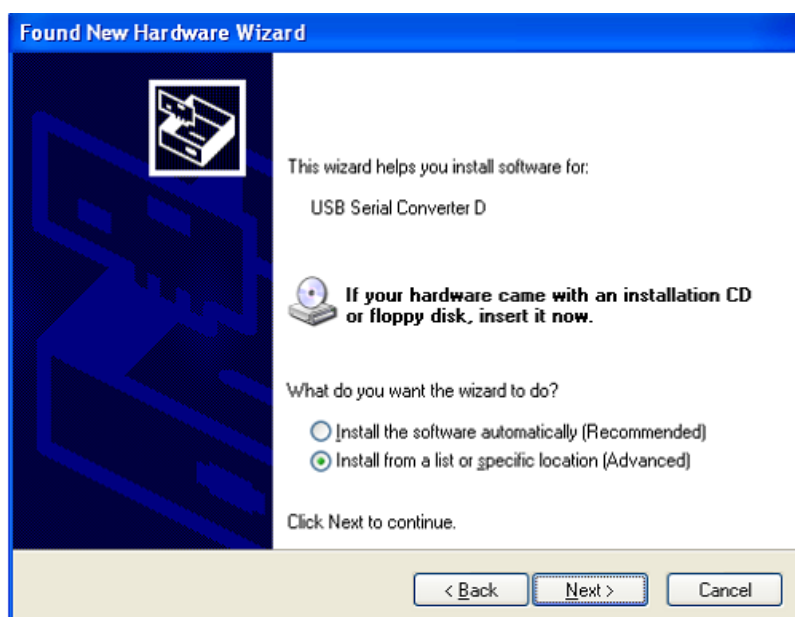 Found New Hardware Wizard
This wizard helps you install software for:
USB Serial Converter D
If your hardware came with an installation CD
or floppy disk, insert it now.
What do you want the wizard to do?
Install the software automatically (Recommended)
Install from a list or specific location (Advanced)
Click Next to continue.
< Back Next > Cancel